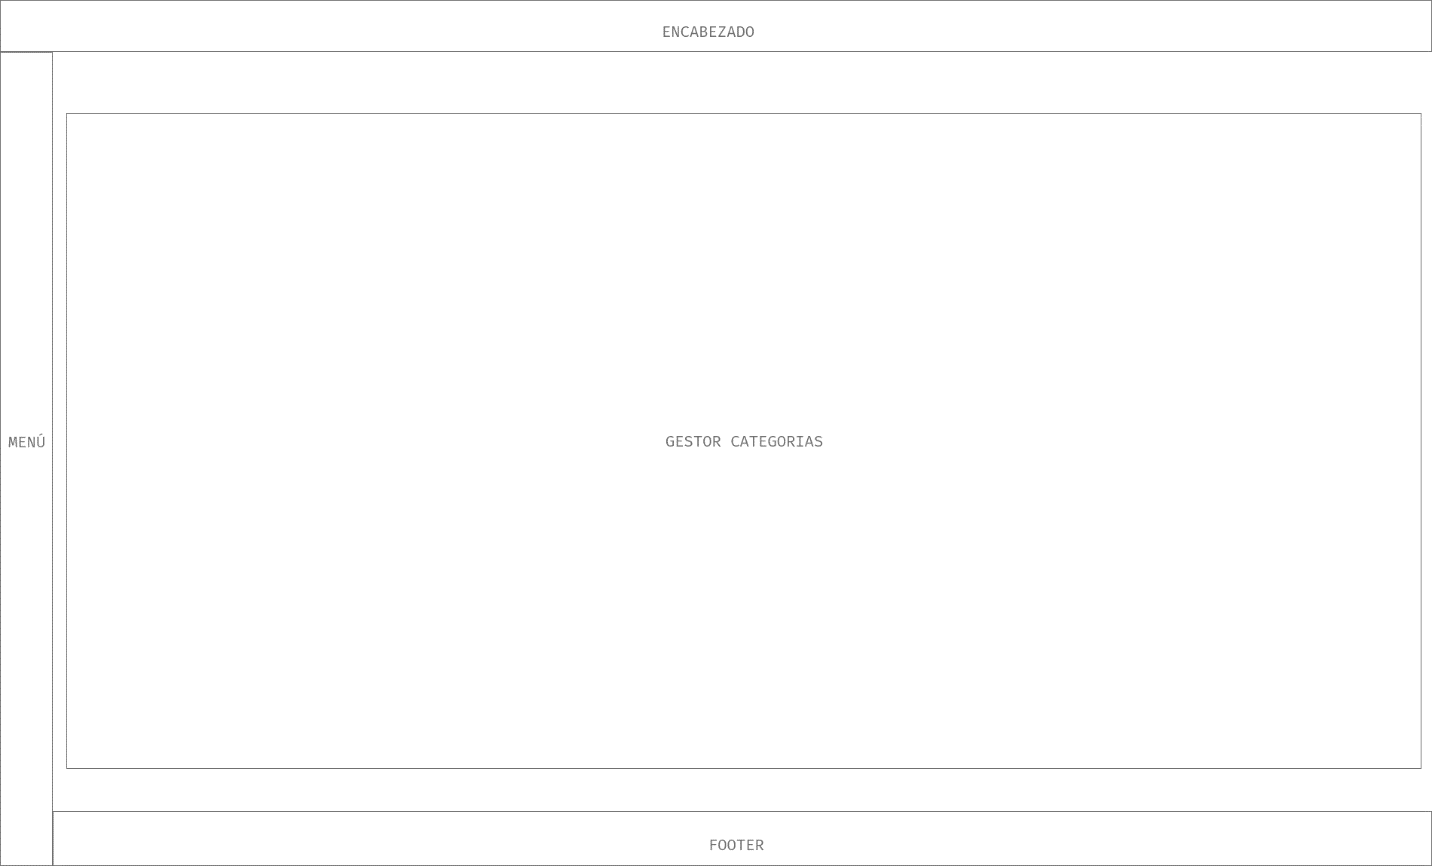 ENCABEZADO
MENÚ
GESTOR CATEGORIAS
FOOTER